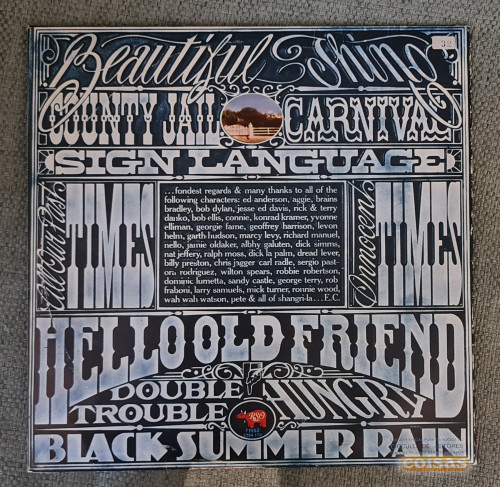 32
Beautiful Thing
COUNTY JAIL
CARNIVAL
SIGN LANGUAGE
Innocent
TIMES
...fondest regards & many thanks to all of the
following characters: ed anderson, aggie, brains
bradley, bob dylan, jesse ed davis, rick & terry
danko, bob ellis, connie, konrad kramer, yvonne
elliman, georgie fame, geoffrey harrison, levon
helm, garth hudson, marcy levy, richard manuel,
nello, jamie oldaker, albhy galuten, dick simms,
nat jeffery, ralph moss, dick la palm, dread lever,
billy preston, chris jagger carl radle, sergio past-
ora rodriguez, wilton spears, robbie robertson,
dominic lumetta, sandy castle, george terry, rob
fraboni, larry samuels, mick turner, ronnie wood,
wah wah watson, pete & all of shangri-la...E.C.
Innocent
TIMES
HELLO OLD FRIEND
DOUBLE
TROUBLE
HUNGRY
RSO
BLACK SUMMER RAIN
coisas